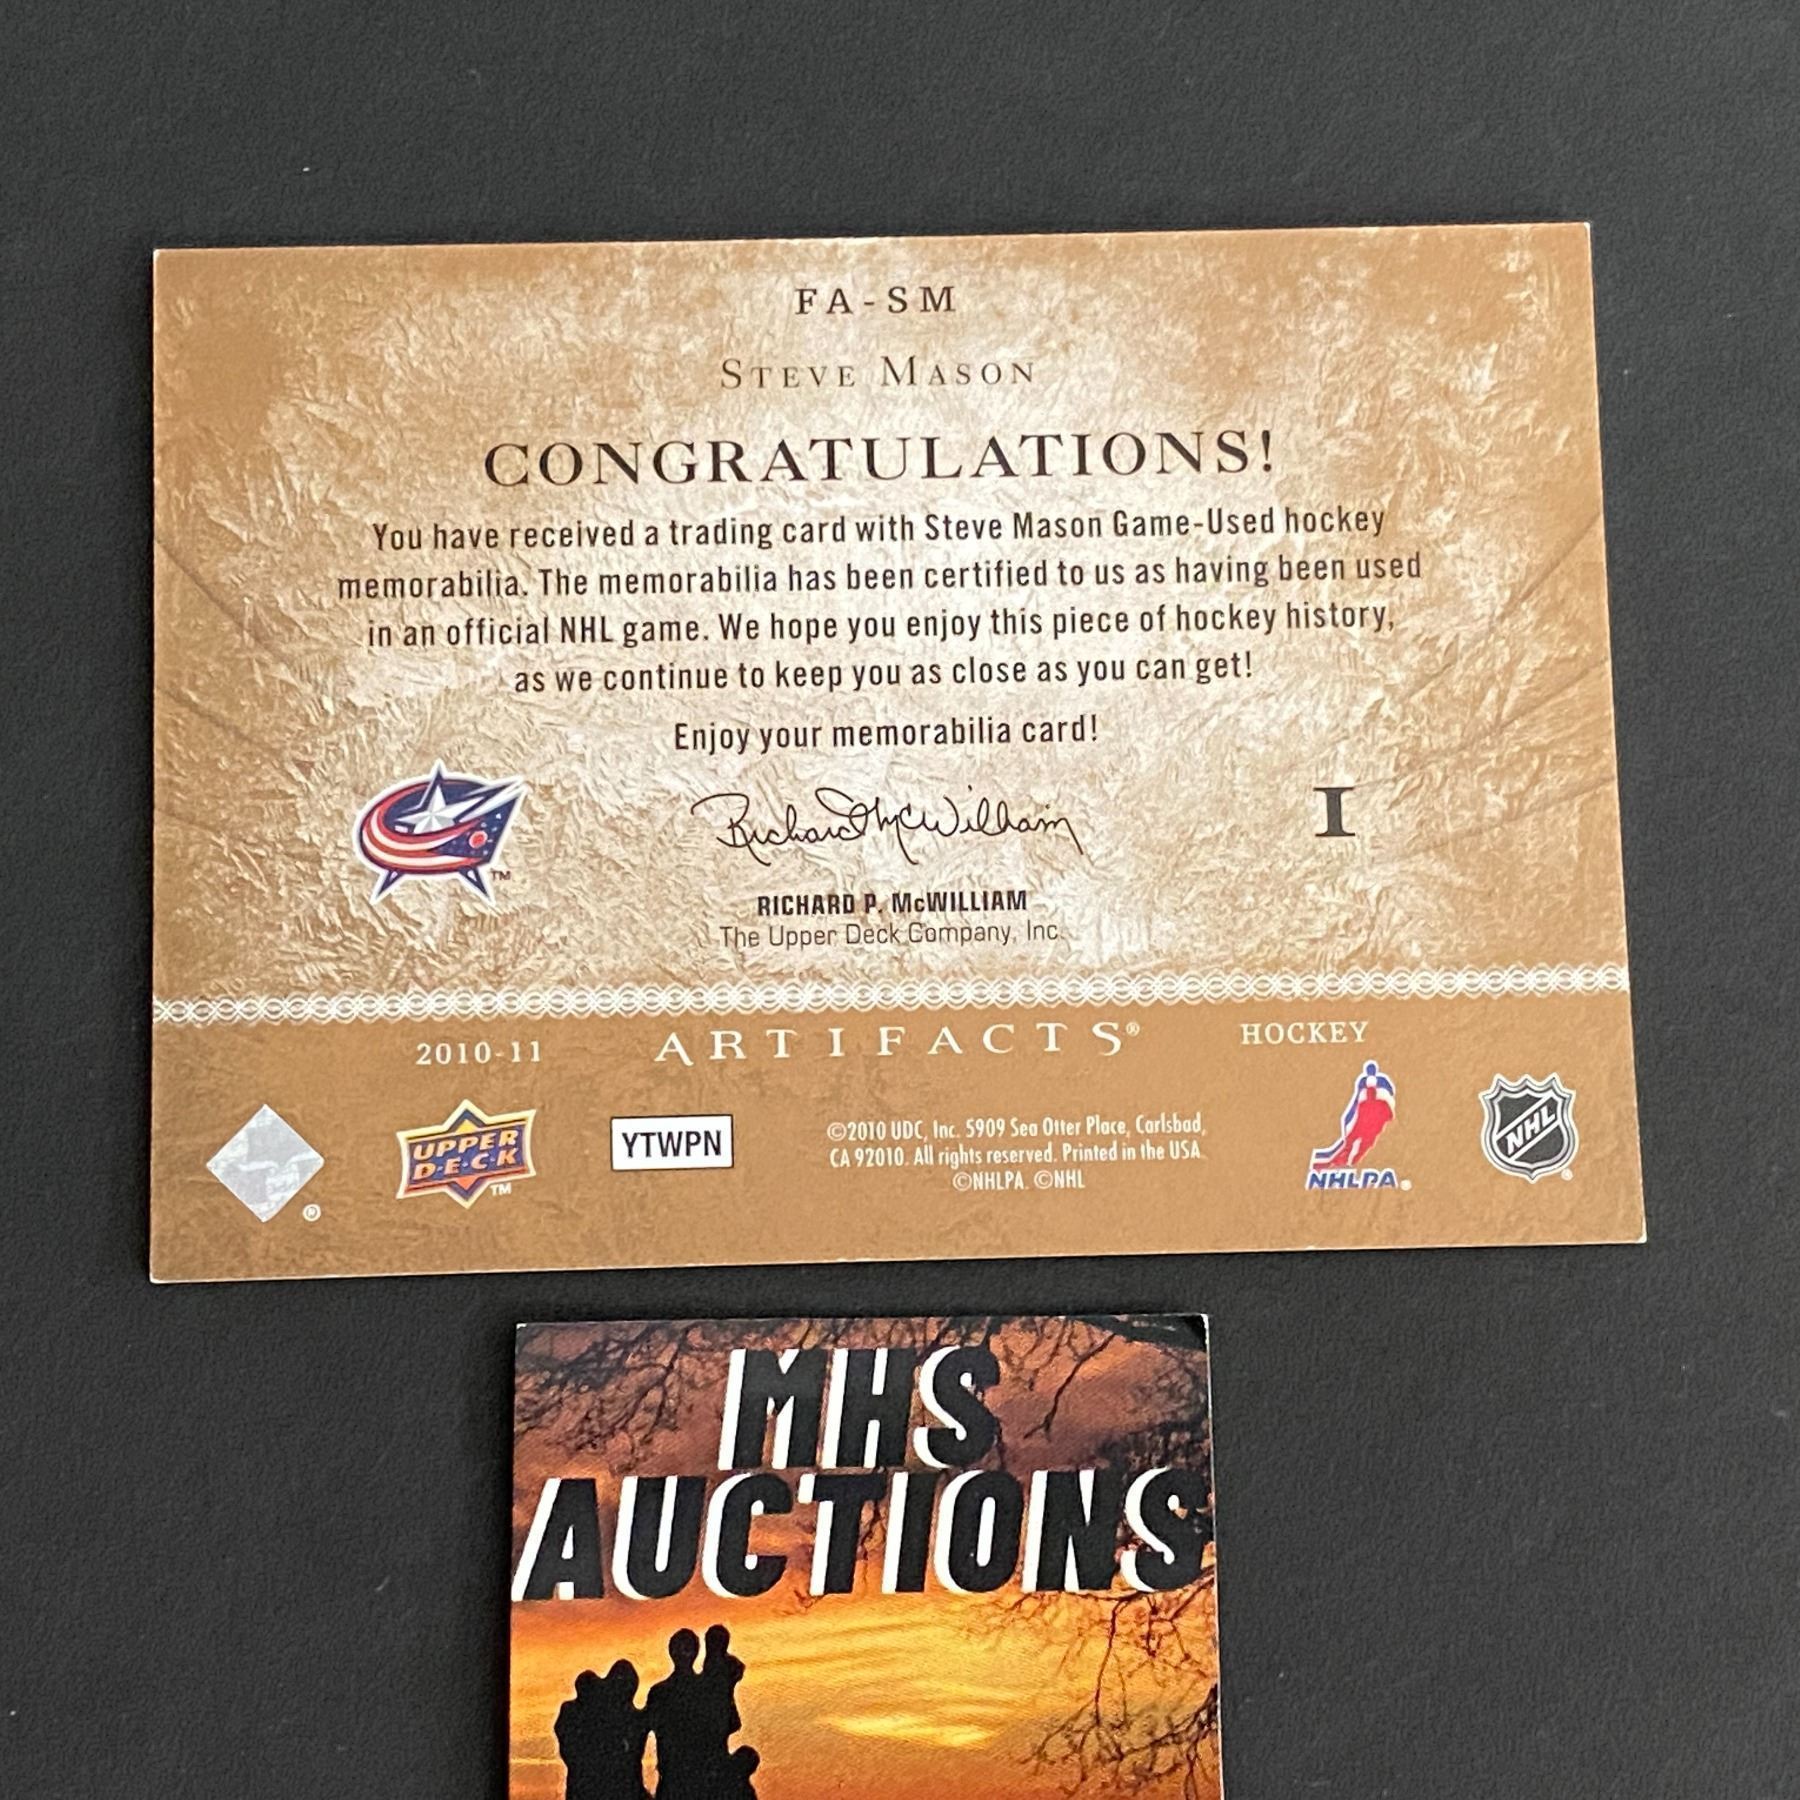 FA-SM
STEVE MASON
CONGRATULATIONS!
You have received a trading card with Steve Mason Game-Used hockey
memorabilia. The memorabilia has been certified to us as having been used
in an official NHL game. We hope you enjoy this piece of hockey history,
as we continue to keep you as close as you can get!
Enjoy your memorabilia card!
TM
Richard McWilliam
I
RICHARD P. McWILLIAM
The Upper Deck Company, Inc.
2010-11 ARTIFACTS® HOCKEY
®
UPPER
DECK
TM
YTWPN
©2010 UDC, Inc. 5909 Sea Otter Place, Carlsbad,
CA 92010. All rights reserved. Printed in the USA.
©NHLPA. ©NHL
NHLPA®
NHL®
MHS
AUCTIONS